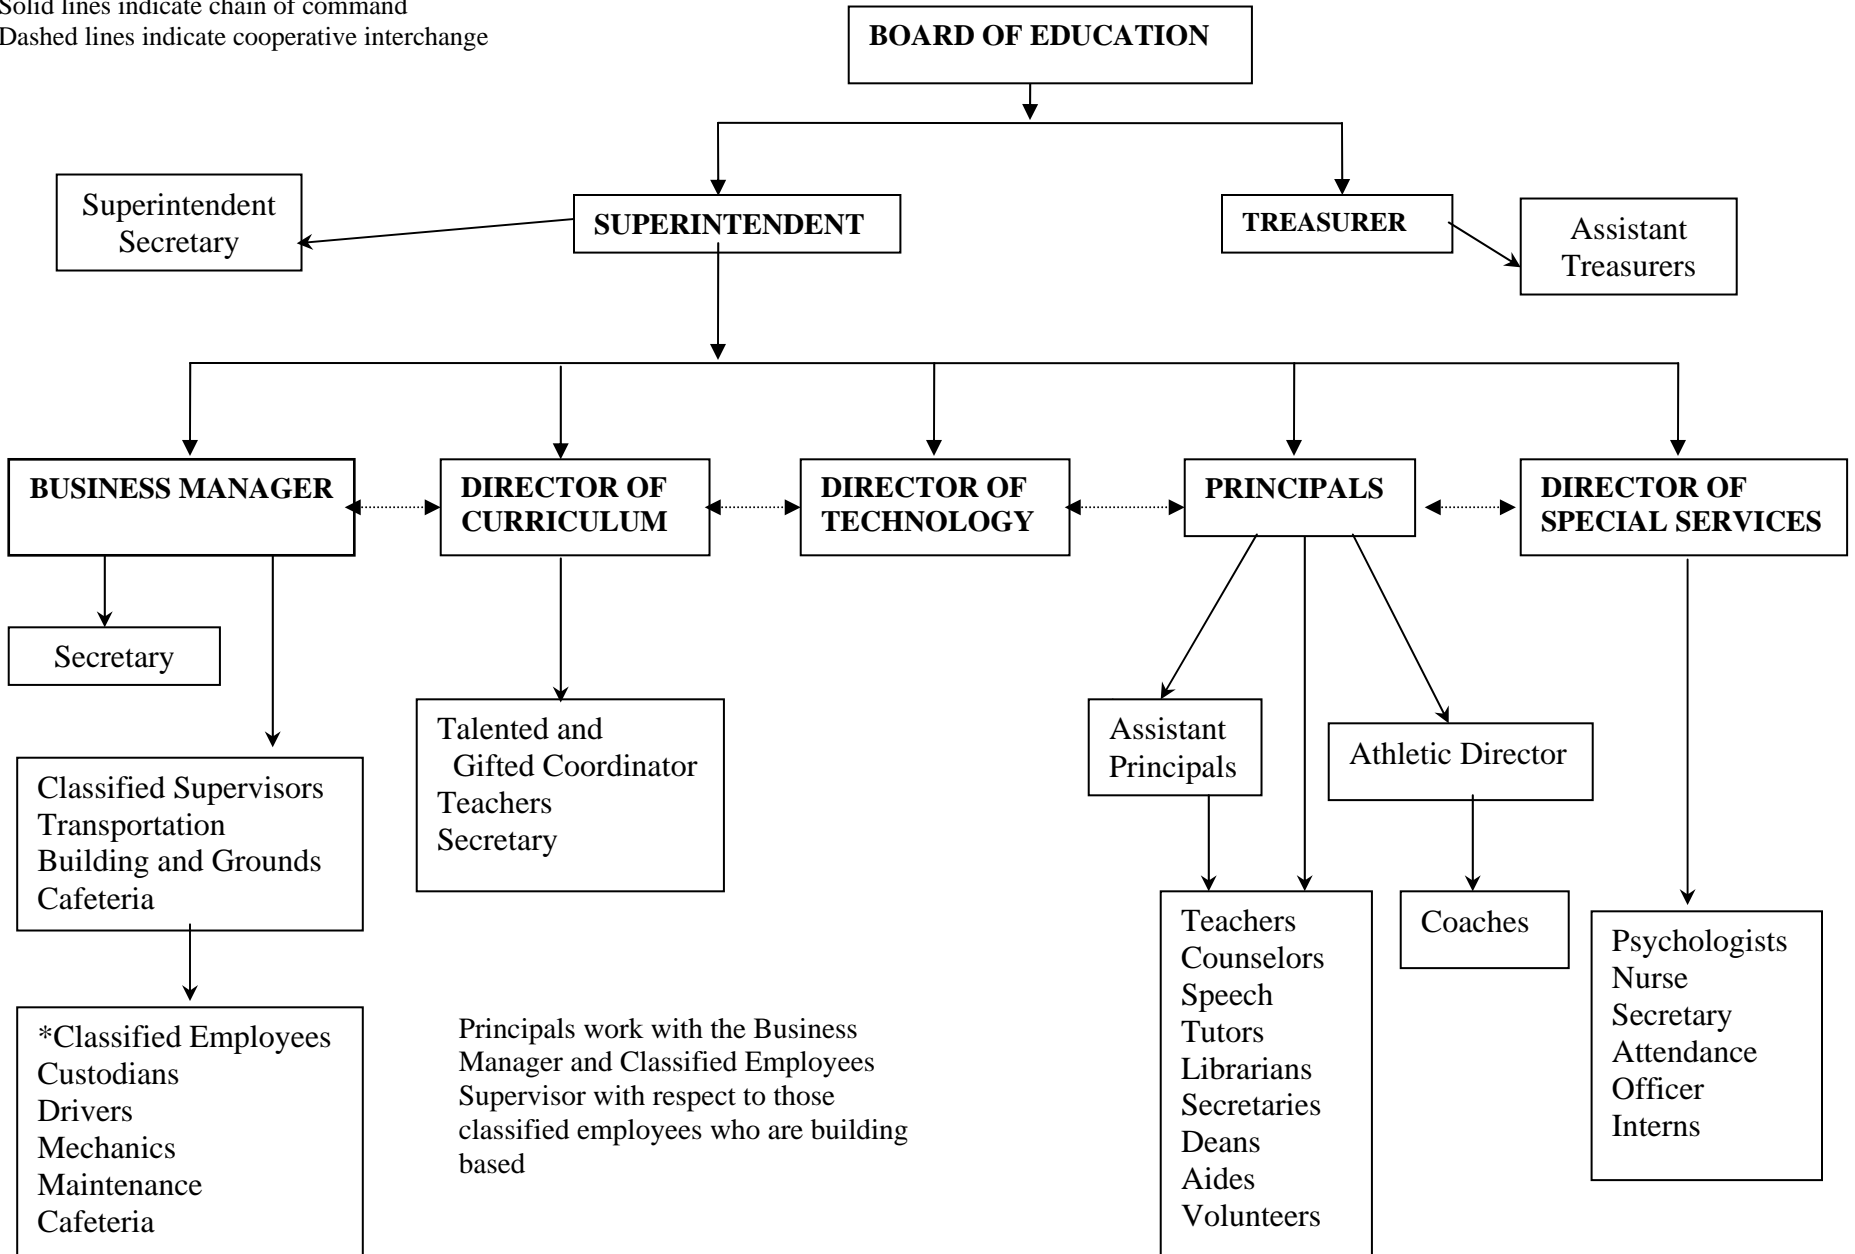 Solid lines indicate chain of command
Dashed lines indicate cooperative interchange
BOARD OF EDUCATION
Superintendent
Secretary
SUPERINTENDENT
TREASURER
Assistant
Treasurers
BUSINESS MANAGER
DIRECTOR OF
CURRICULUM
DIRECTOR OF
TECHNOLOGY
PRINCIPALS
DIRECTOR OF
SPECIAL SERVICES
Secretary
Classified Supervisors
Transportation
Building and Grounds
Cafeteria
*Classified Employees
Custodians
Drivers
Mechanics
Maintenance
Cafeteria
Talented and
Gifted Coordinator
Teachers
Secretary
Principals work with the Business
Manager and Classified Employees
Supervisor with respect to those
classified employees who are building
based
Assistant
Principals
Athletic Director
Teachers
Counselors
Speech
Tutors
Librarians
Secretaries
Deans
Aides
Volunteers
Coaches
Psychologists
Nurse
Secretary
Attendance
Officer
Interns